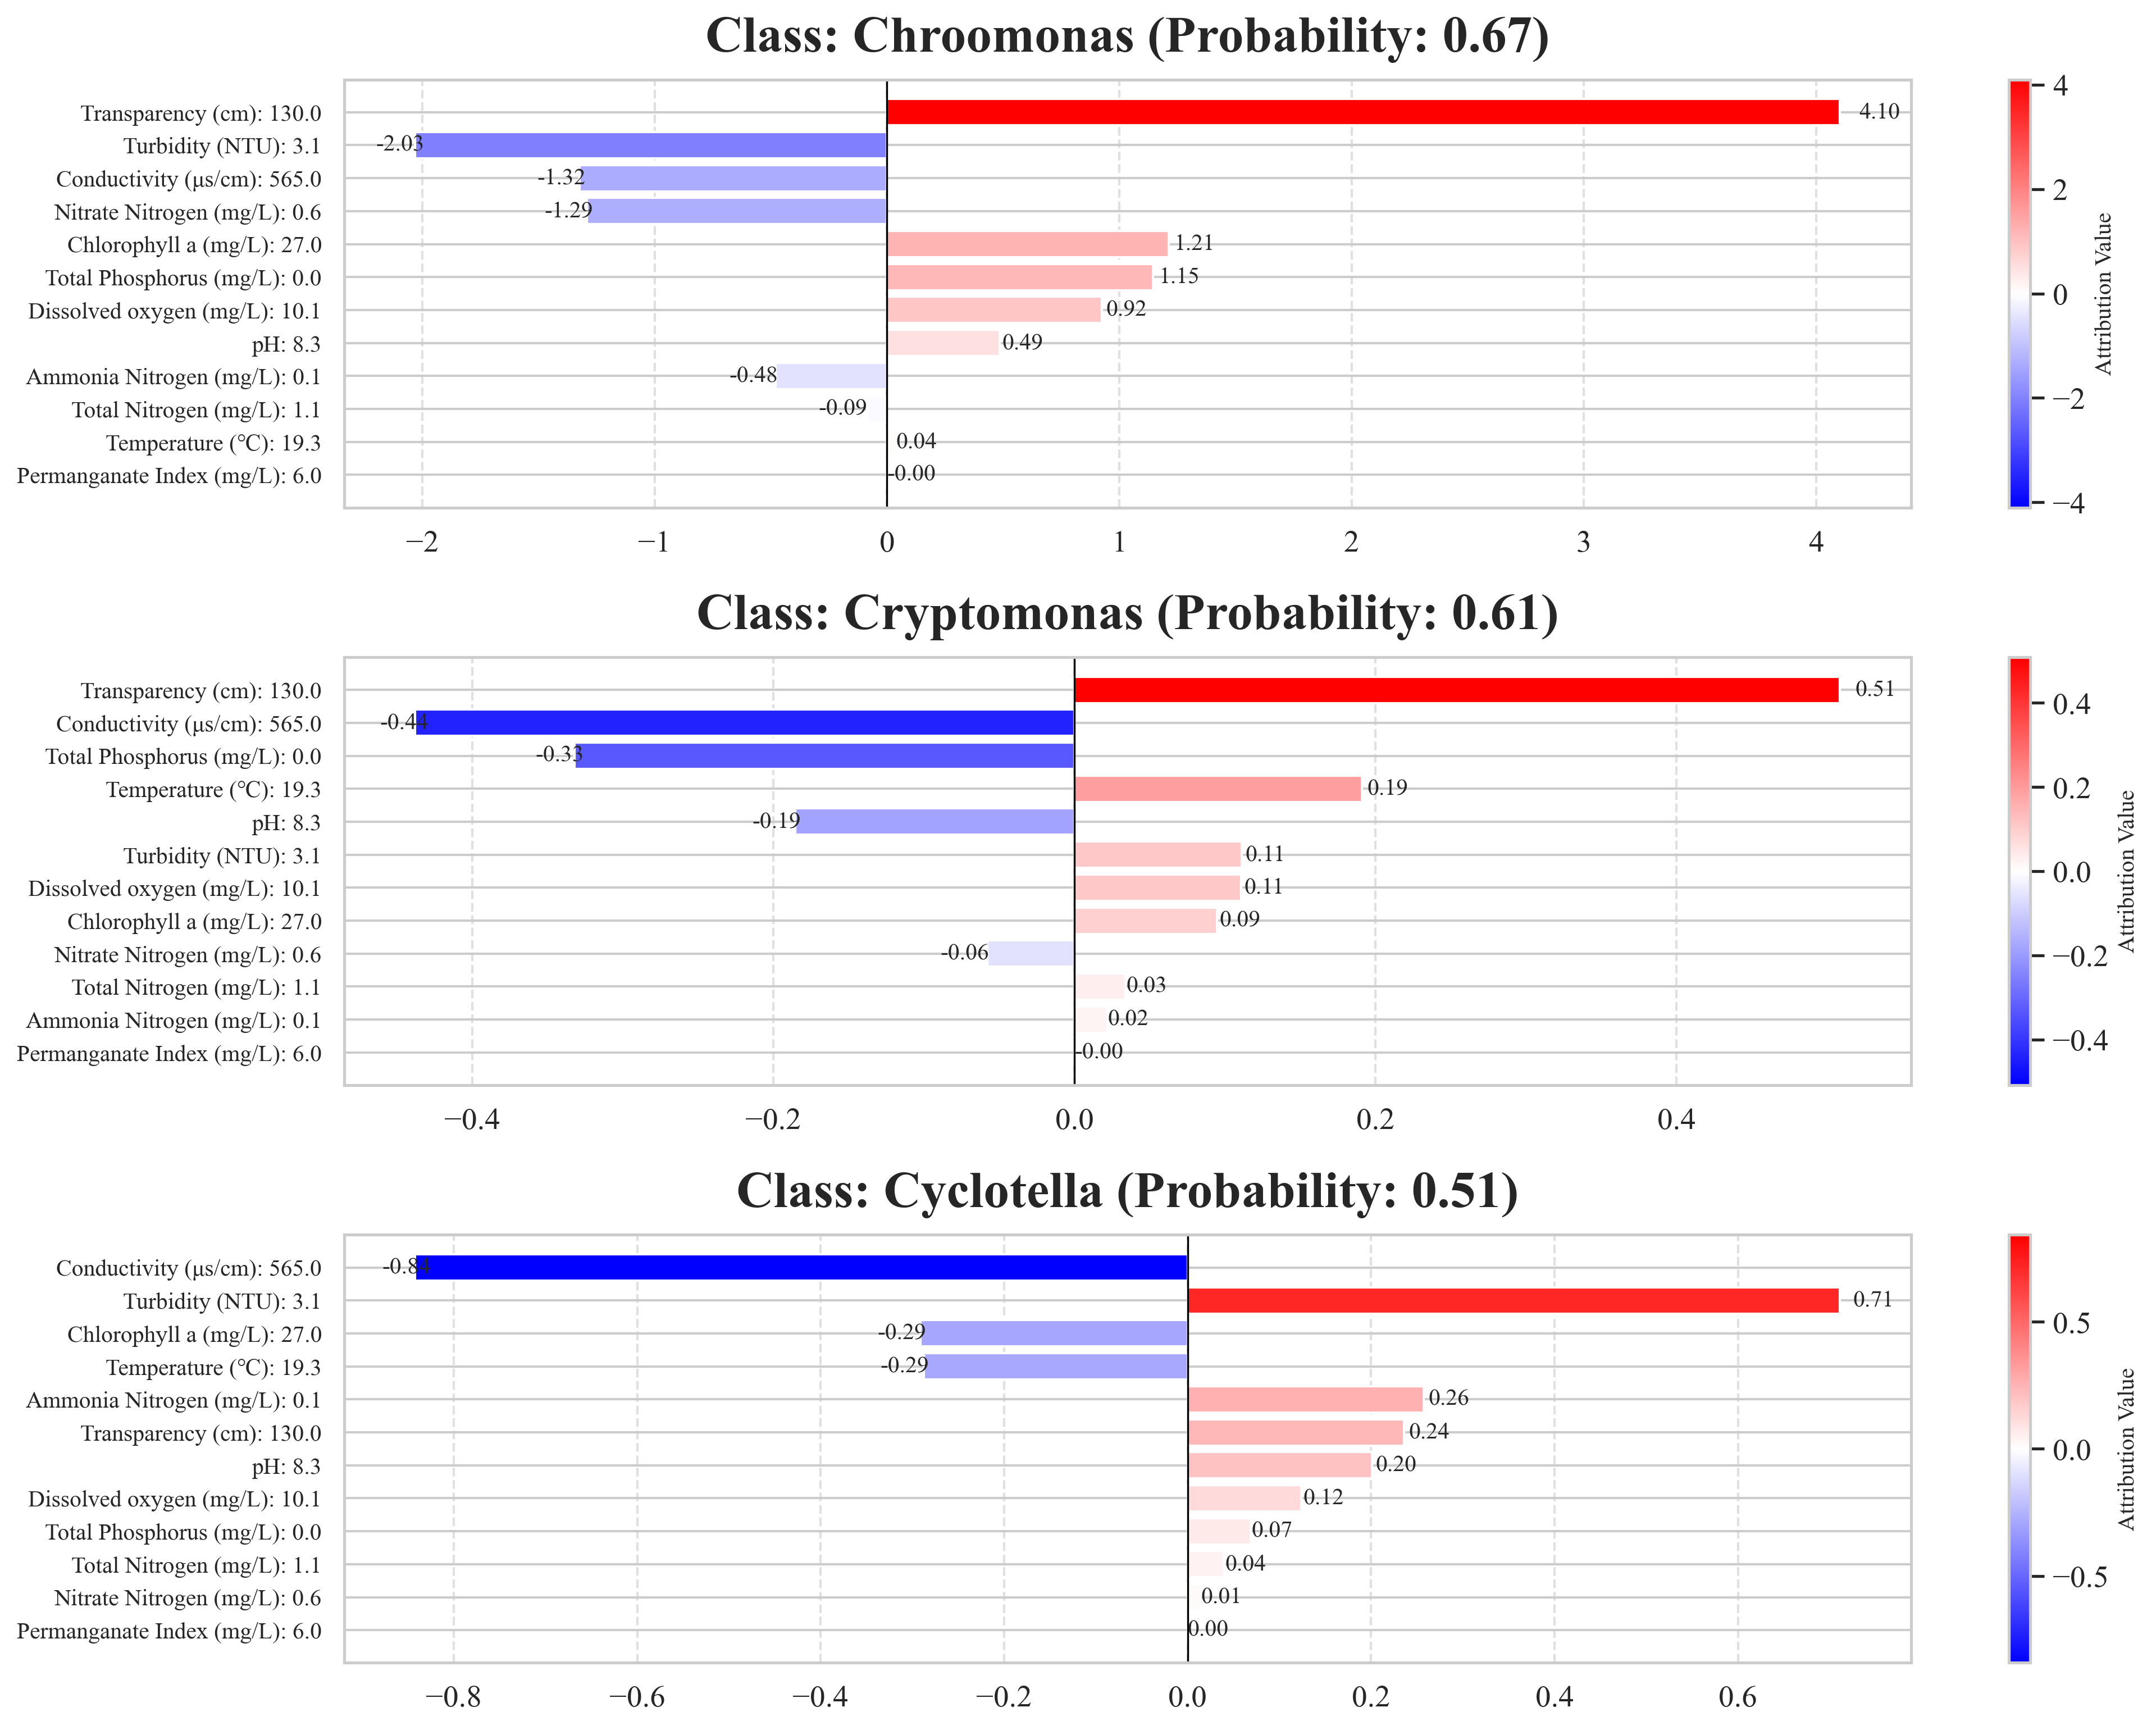 Class: Chroomonas (Probability: 0.67)
Transparency (cm): 130.0
4.10
Turbidity (NTU): 3.1
-2.03
Conductivity (μs/cm): 565.0
-1.32
Nitrate Nitrogen (mg/L): 0.6
-1.29
Chlorophyll a (mg/L): 27.0
1.21
Total Phosphorus (mg/L): 0.0
1.15
Dissolved oxygen (mg/L): 10.1
0.92
pH: 8.3
0.49
Ammonia Nitrogen (mg/L): 0.1
-0.48
Total Nitrogen (mg/L): 1.1
-0.09
Temperature (℃): 19.3
0.04
Permanganate Index (mg/L): 6.0
-0.00
−2 −1 0 1 2 3 4
4
2
0
−2
−4
Attribution Value
Class: Cryptomonas (Probability: 0.61)
Transparency (cm): 130.0
0.51
Conductivity (μs/cm): 565.0
-0.44
Total Phosphorus (mg/L): 0.0
-0.33
Temperature (℃): 19.3
0.19
pH: 8.3
-0.19
Turbidity (NTU): 3.1
0.11
Dissolved oxygen (mg/L): 10.1
0.11
Chlorophyll a (mg/L): 27.0
0.09
Nitrate Nitrogen (mg/L): 0.6
-0.06
Total Nitrogen (mg/L): 1.1
0.03
Ammonia Nitrogen (mg/L): 0.1
0.02
Permanganate Index (mg/L): 6.0
-0.00
−0.4 −0.2 0.0 0.2 0.4
0.4
0.2
0.0
−0.2
−0.4
Attribution Value
Class: Cyclotella (Probability: 0.51)
Conductivity (μs/cm): 565.0
-0.84
Turbidity (NTU): 3.1
0.71
Chlorophyll a (mg/L): 27.0
-0.29
Temperature (℃): 19.3
-0.29
Ammonia Nitrogen (mg/L): 0.1
0.26
Transparency (cm): 130.0
0.24
pH: 8.3
0.20
Dissolved oxygen (mg/L): 10.1
0.12
Total Phosphorus (mg/L): 0.0
0.07
Total Nitrogen (mg/L): 1.1
0.04
Nitrate Nitrogen (mg/L): 0.6
0.01
Permanganate Index (mg/L): 6.0
0.00
−0.8 −0.6 −0.4 −0.2 0.0 0.2 0.4 0.6
0.5
0.0
−0.5
Attribution Value